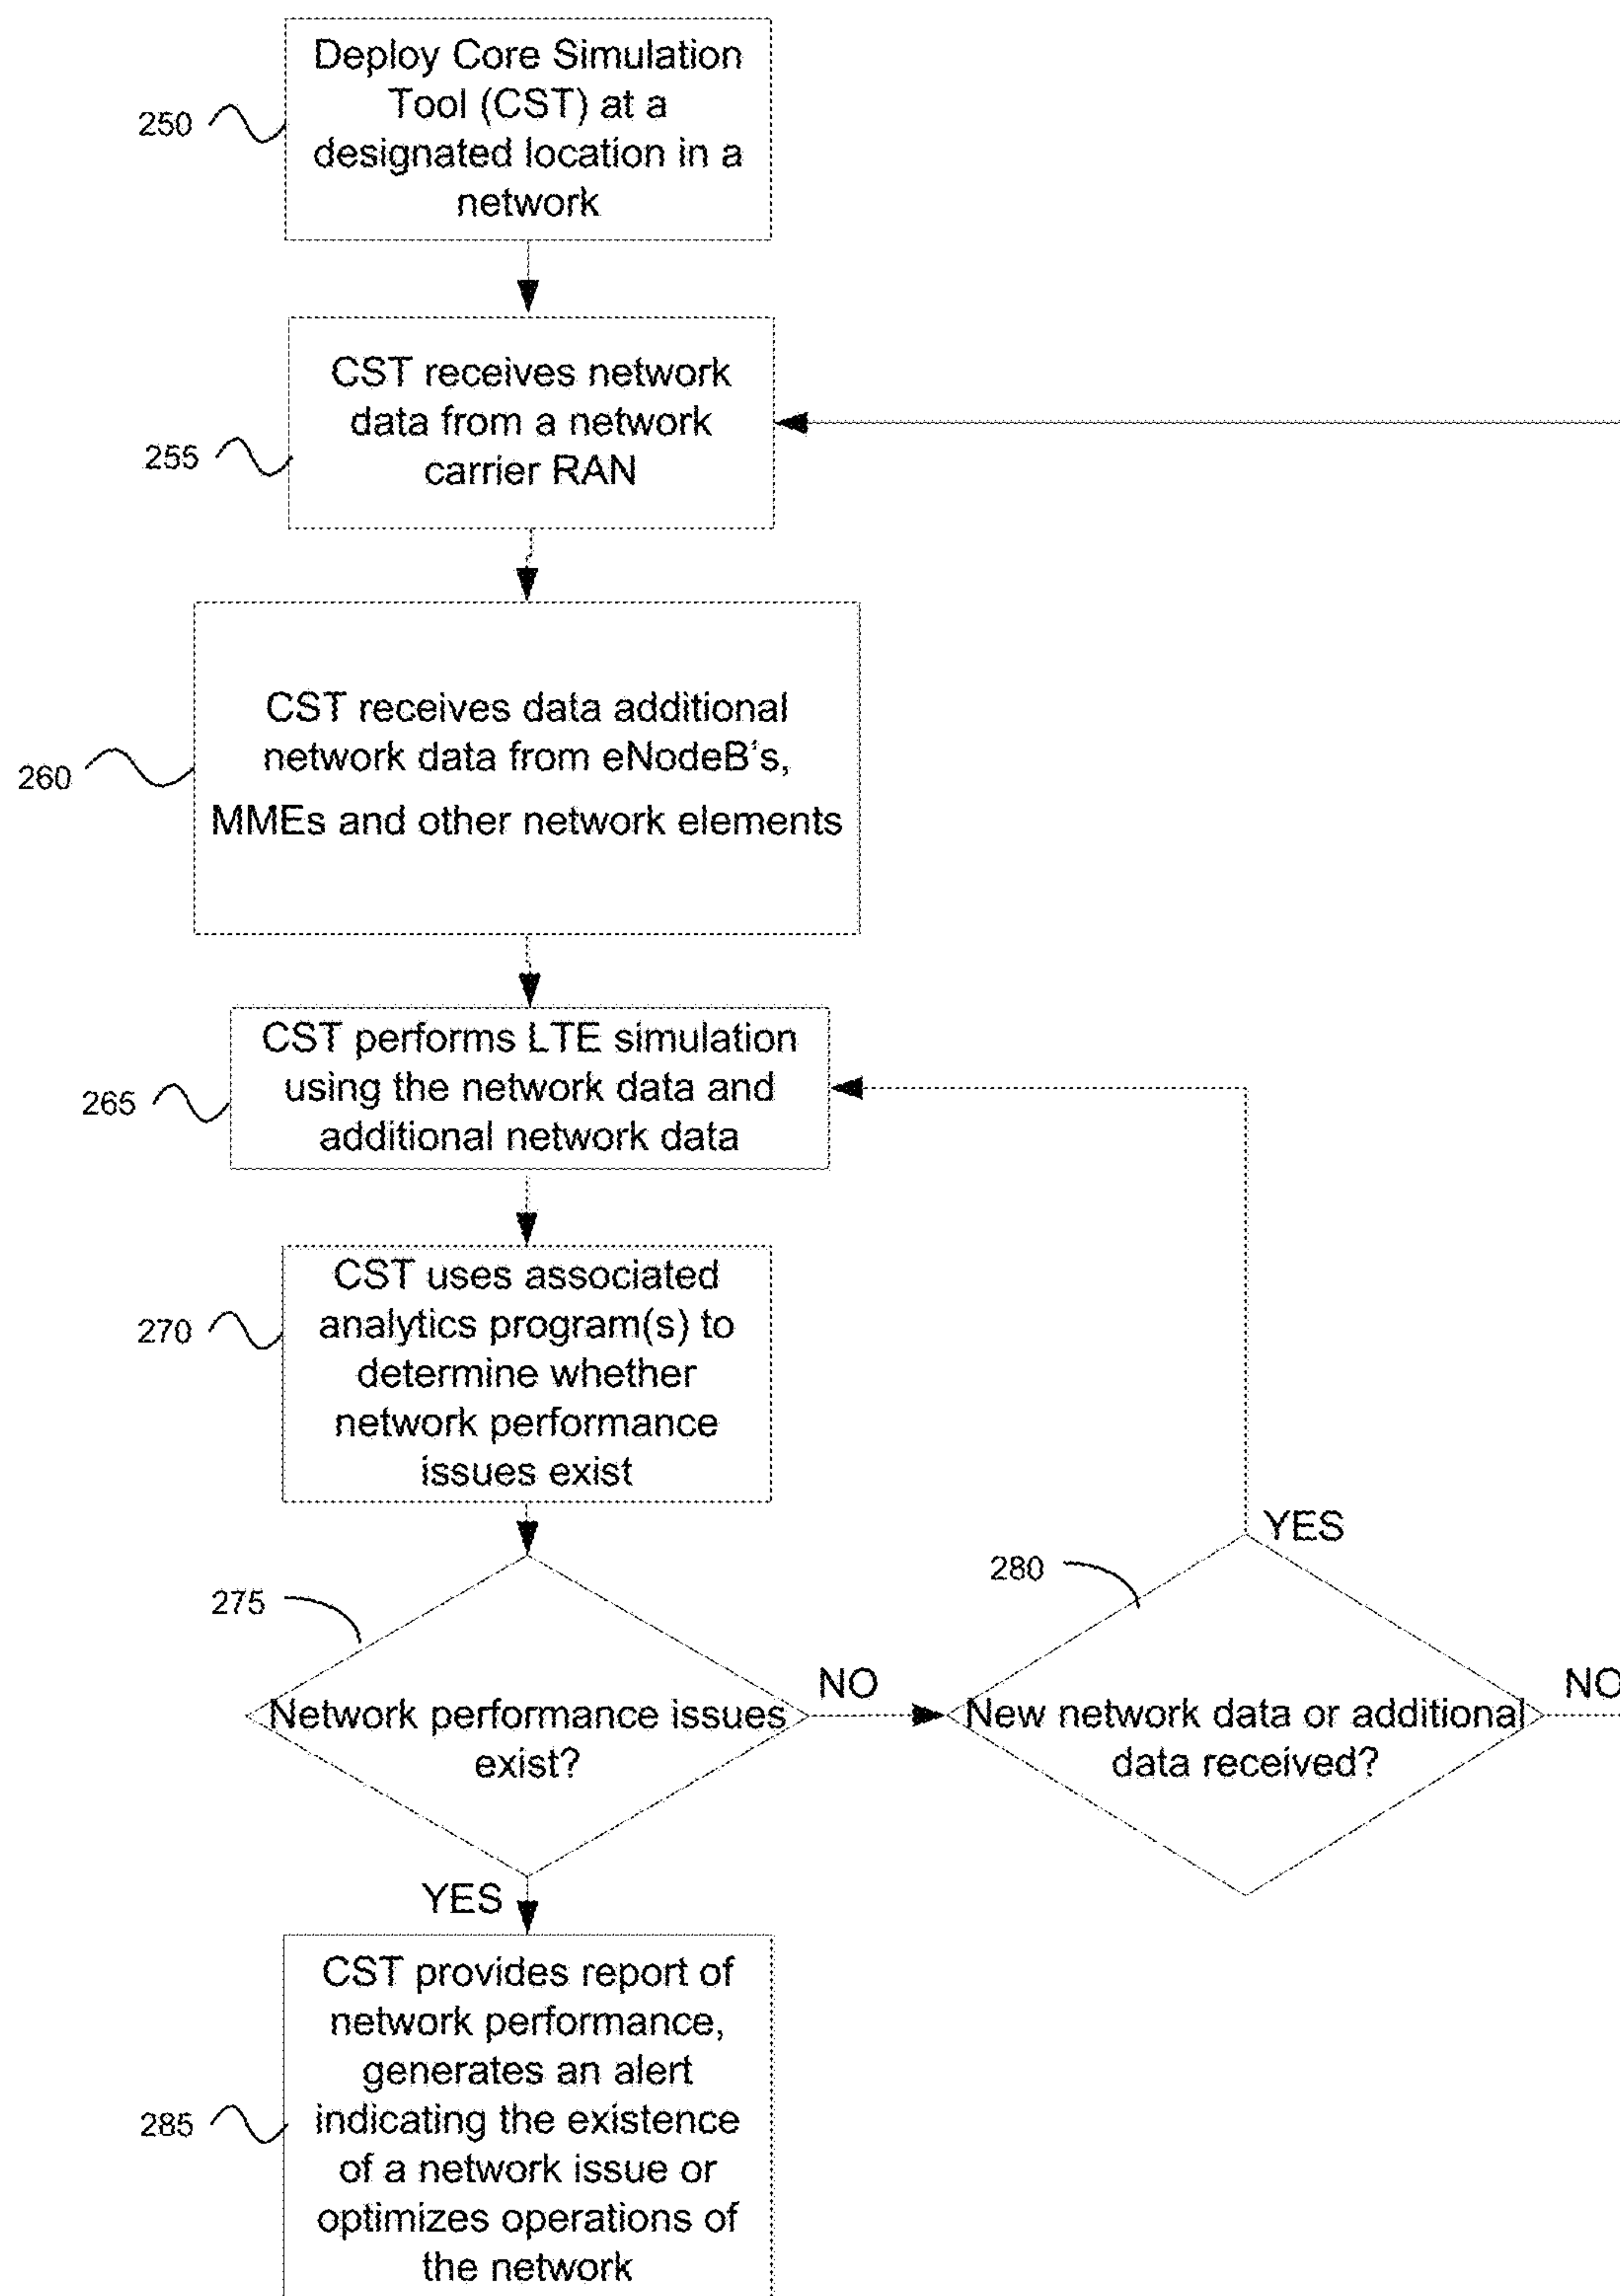 Deploy Core Simulation
Tool (CST) at a
designated location in a
network
250
CST receives network
data from a network
carrier RAN
255
CST receives data additional
network data from eNodeB's,
MMEs and other network elements
260
CST performs LTE simulation
using the network data and
additional network data
265
CST uses associated
analytics program(s) to
determine whether
network performance
issues exist
270
275
Network performance issues
exist?
NO
280
YES
New network data or additional
data received?
NO
YES
CST provides report of
network performance,
generates an alert
indicating the existence
of a network issue or
optimizes operations of
the network
285